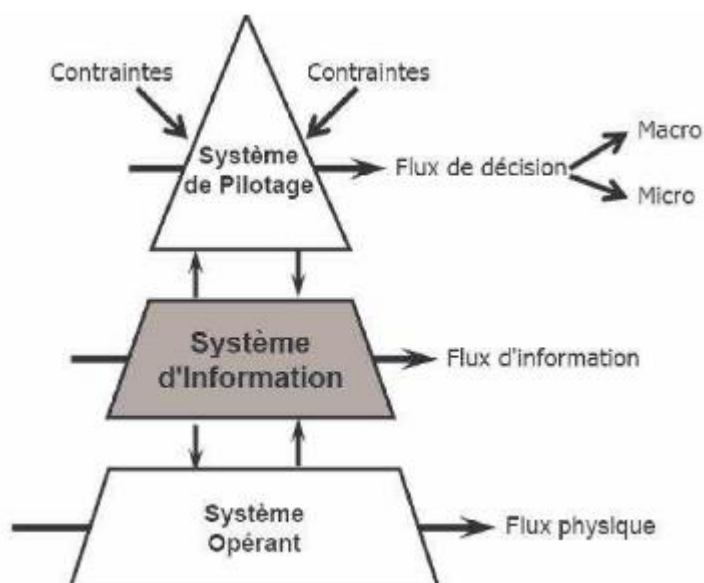 Contraintes
Contraintes
Macro
Système
de Pilotage
Flux de décision
Micro
Système
d'Information
Flux d'information
Système
Opérant
Flux physique